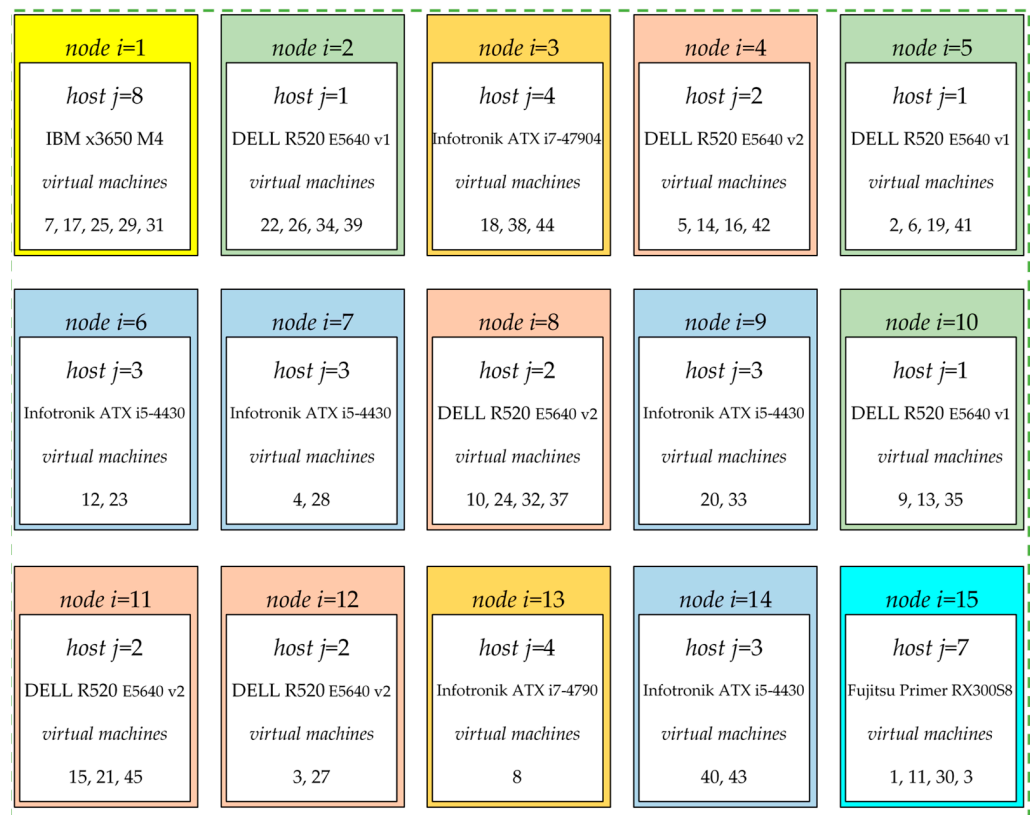 node i=1
host j=8
IBM x3650 M4
virtual machines
7, 17, 25, 29, 31
node i=2
host j=1
DELL R520 E5640 v1
virtual machines
22, 26, 34, 39
node i=3
host j=4
Infotronik ATX i7-47904
virtual machines
18, 38, 44
node i=4
host j=2
DELL R520 E5640 v2
virtual machines
5, 14, 16, 42
node i=5
host j=1
DELL R520 E5640 v1
virtual machines
2, 6, 19, 41
node i=6
host j=3
Infotronik ATX i5-4430
virtual machines
12, 23
node i=7
host j=3
Infotronik ATX i5-4430
virtual machines
4, 28
node i=8
host j=2
DELL R520 E5640 v2
virtual machines
10, 24, 32, 37
node i=9
host j=3
Infotronik ATX i5-4430
virtual machines
20, 33
node i=10
host j=1
DELL R520 E5640 v1
virtual machines
9, 13, 35
node i=11
host j=2
DELL R520 E5640 v2
virtual machines
15, 21, 45
node i=12
host j=2
DELL R520 E5640 v2
virtual machines
3, 27
node i=13
host j=4
Infotronik ATX i7-4790
virtual machines
8
node i=14
host j=3
Infotronik ATX i5-4430
virtual machines
40, 43
node i=15
host j=7
Fujitsu Primer RX300S8
virtual machines
1, 11, 30, 3